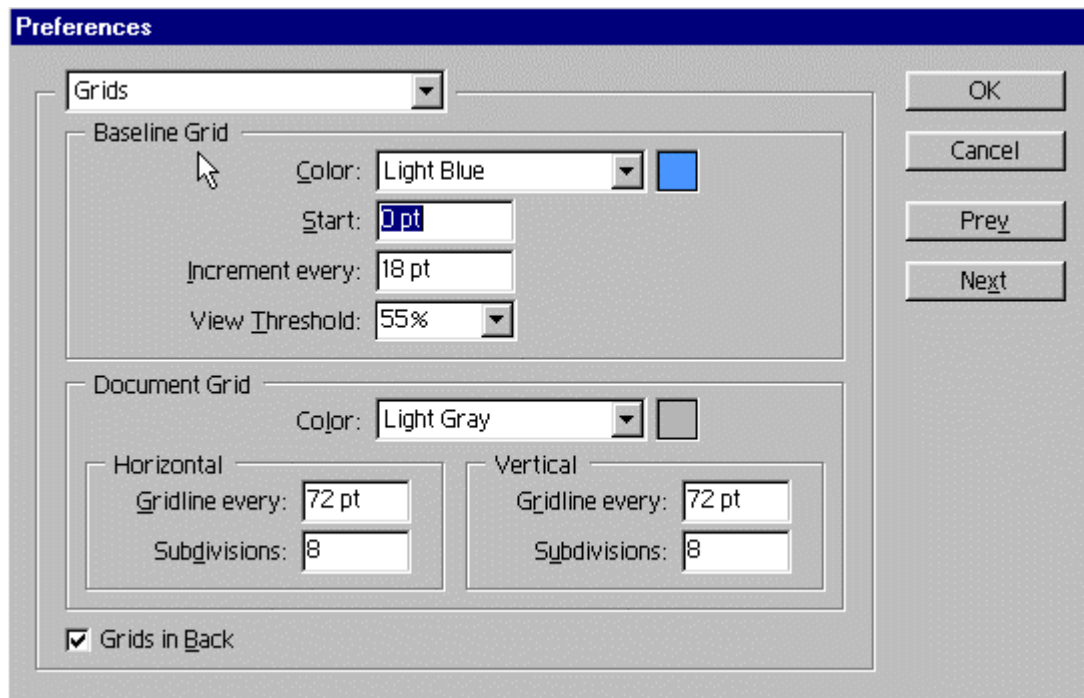 Preferences
Grids
OK
Baseline Grid
Cancel
Color: Light Blue
Start: 0 pt
Prev
Increment every: 18 pt
Next
View Threshold: 55%
Document Grid
Color: Light Gray
Horizontal
Vertical
Gridline every: 72 pt
Gridline every: 72 pt
Subdivisions: 8
Subdivisions: 8
Grids in Back